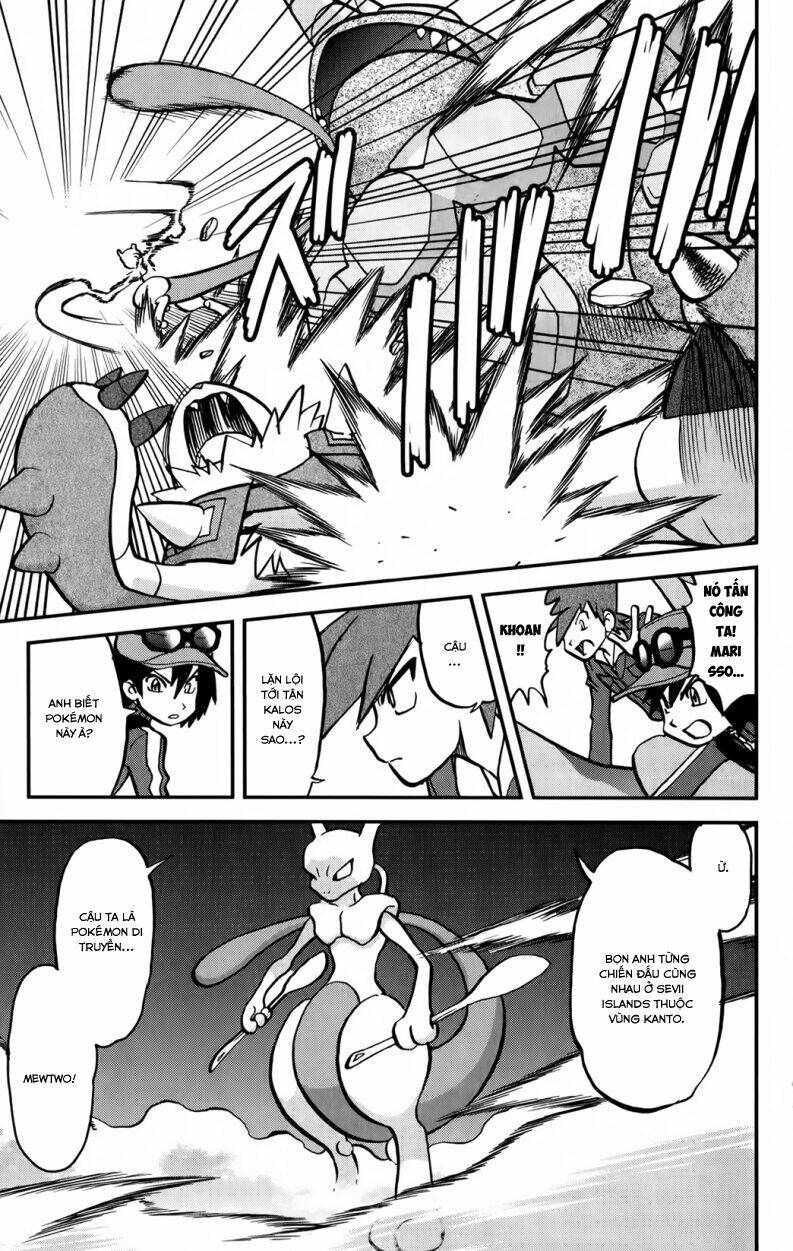 NÓ TẤN
CÔNG
TA!
MARI
SSO...
KHOAN
!!
CẬU
...
LẶN LỘI
TỚI TẬN
KALOS
NÀY
SAO...?
ANH BIẾT
POKÉMON
NÀY À?
Ừ.
BỌN ANH TỪNG
CHIẾN ĐẤU CÙNG
NHAU Ở SEVII
ISLANDS THUỘC
VÙNG KANTO.
CẬU TA LÀ
POKÉMON DI
TRUYỀN...
MEWTWO!